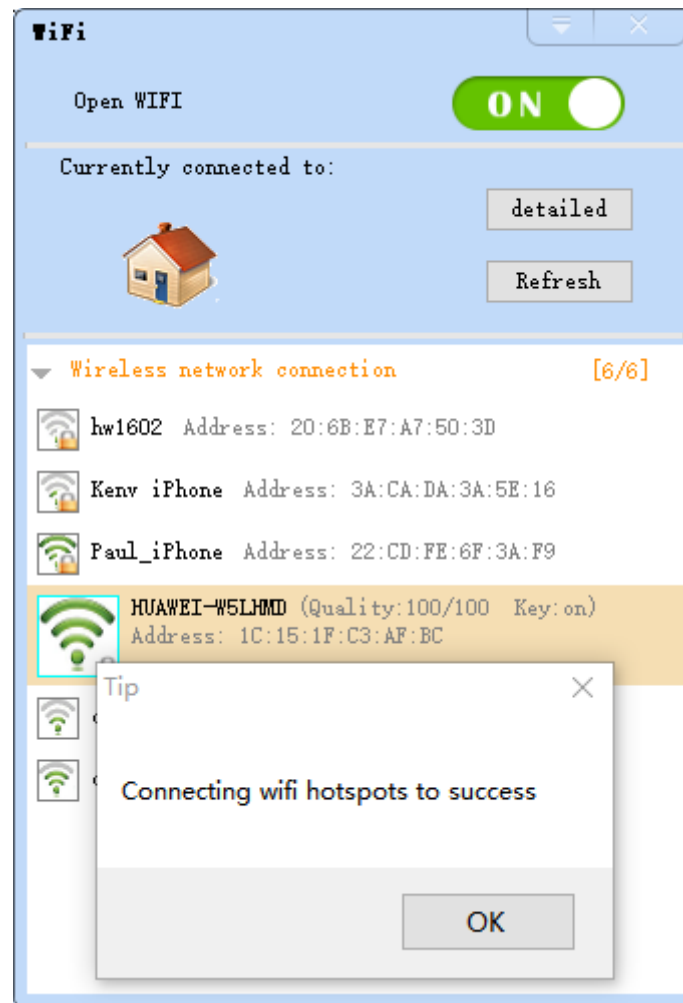 WiFi
Open WIFI
ON
Currently connected to:
detailed
Refresh
Wireless network connection [6/6]
hw1602 Address: 20:6B:E7:A7:50:3D
Kenv iPhone Address: 3A:CA:DA:3A:5E:16
Paul_iPhone Address: 22:CD:FE:6F:3A:F9
HUAWEI-W5LHMD (Quality:100/100 Key:on)
Address: 1C:15:1F:C3:AF:BC
Tip
Connecting wifi hotspots to success
OK